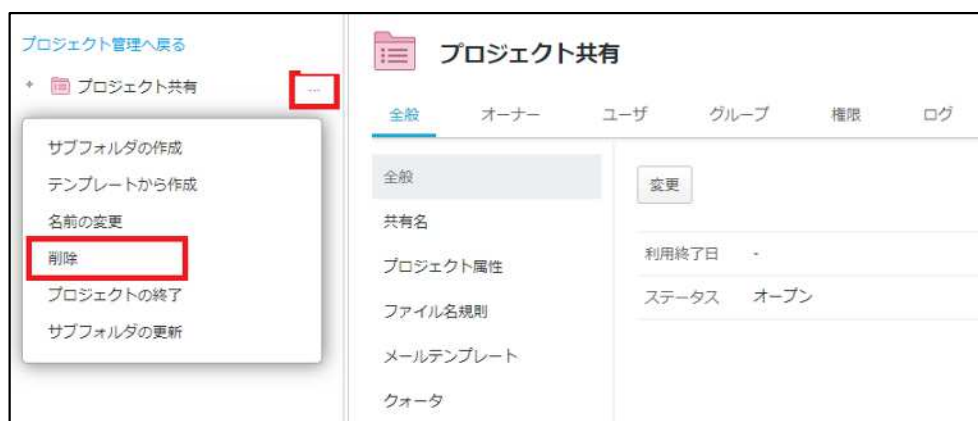 プロジェクト管理へ戻る
プロジェクト共有
...
サブフォルダの作成
テンプレートから作成
名前の変更
削除
プロジェクトの終了
サブフォルダの更新
プロジェクト共有
全般 オーナー ユーザ グループ 権限 ログ
全般
共有名
プロジェクト属性
ファイル名規則
メールテンプレート
クォータ
変更
利用終了日 -
ステータス オープン